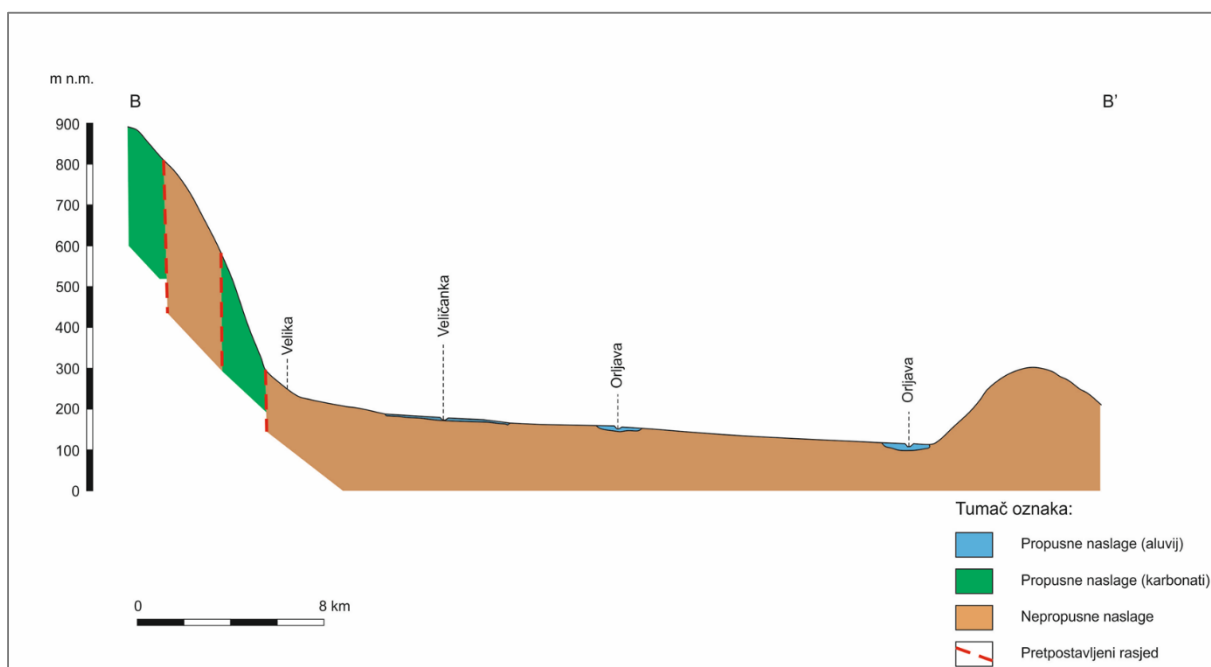 m n.m.
B
B'
900
800
700
600
500
400
300
200
100
0
Velika
Veličanka
Orljava
Orljava
0
8 km
Tumač oznaka:
Propusne naslage (aluvij)
Propusne naslage (karbonati)
Nepropusne naslage
Pretpostavljeni rasjed